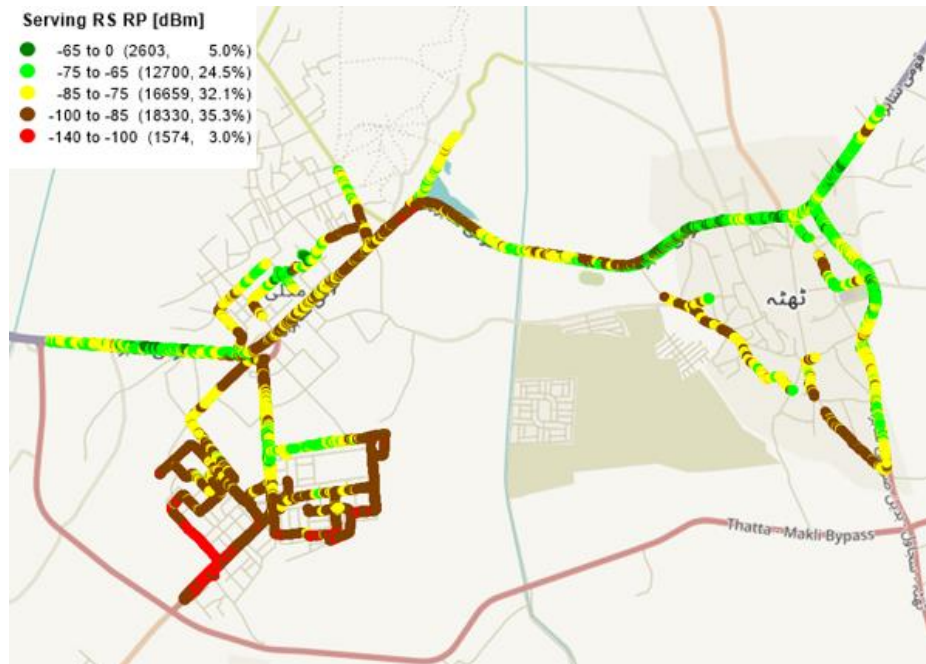 Serving RS RP [dBm]
-65 to 0 (2603, 5.0%)
-75 to -65 (12700, 24.5%)
-85 to -75 (16659, 32.1%)
-100 to -85 (18330, 35.3%)
-140 to -100 (1574, 3.0%)
قومی شاہر
ٹھٹہ
Thatta - Makli Bypass